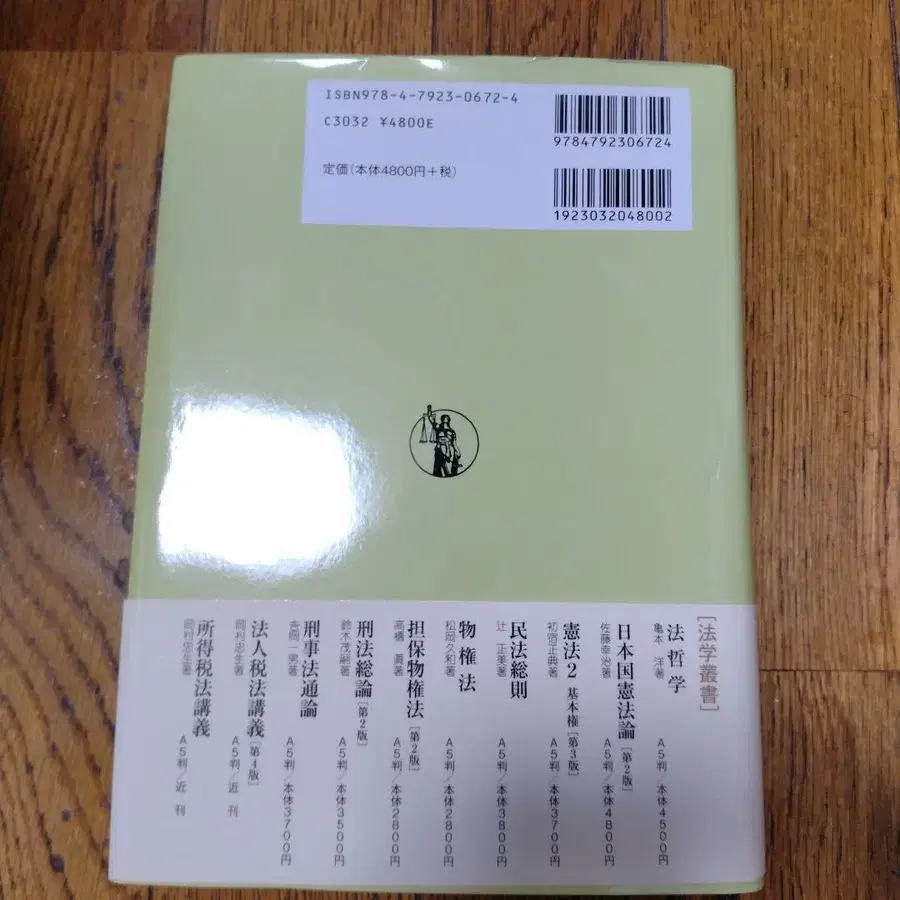 ISBN978-4-7923-0672-4
C3032 ¥4800E
定価(本体4800円+税)
9784792306724
1923032048002
[法学叢書]
法哲学
亀本 洋著
A5判/本体4500円
日本国憲法論[第2版]
佐藤幸治著
A5判/本体4800円
憲法2 基本権[第3版]
初宿正典著
A5判/本体3700円
民法総則
辻 正美著
A5判/本体3800円
物権法
松岡久和著
A5判/本体2800円
担保物権法[第2版]
高橋 眞著
A5判/本体2800円
刑法総論[第2版]
鈴木茂嗣著
A5判/本体3500円
刑事法通論
吉岡一男著
A5判/本体3700円
法人税法講義[第4版]
岡村忠生著
A5判/近 刊
所得税法講義
岡村忠生著
A5判/近 刊